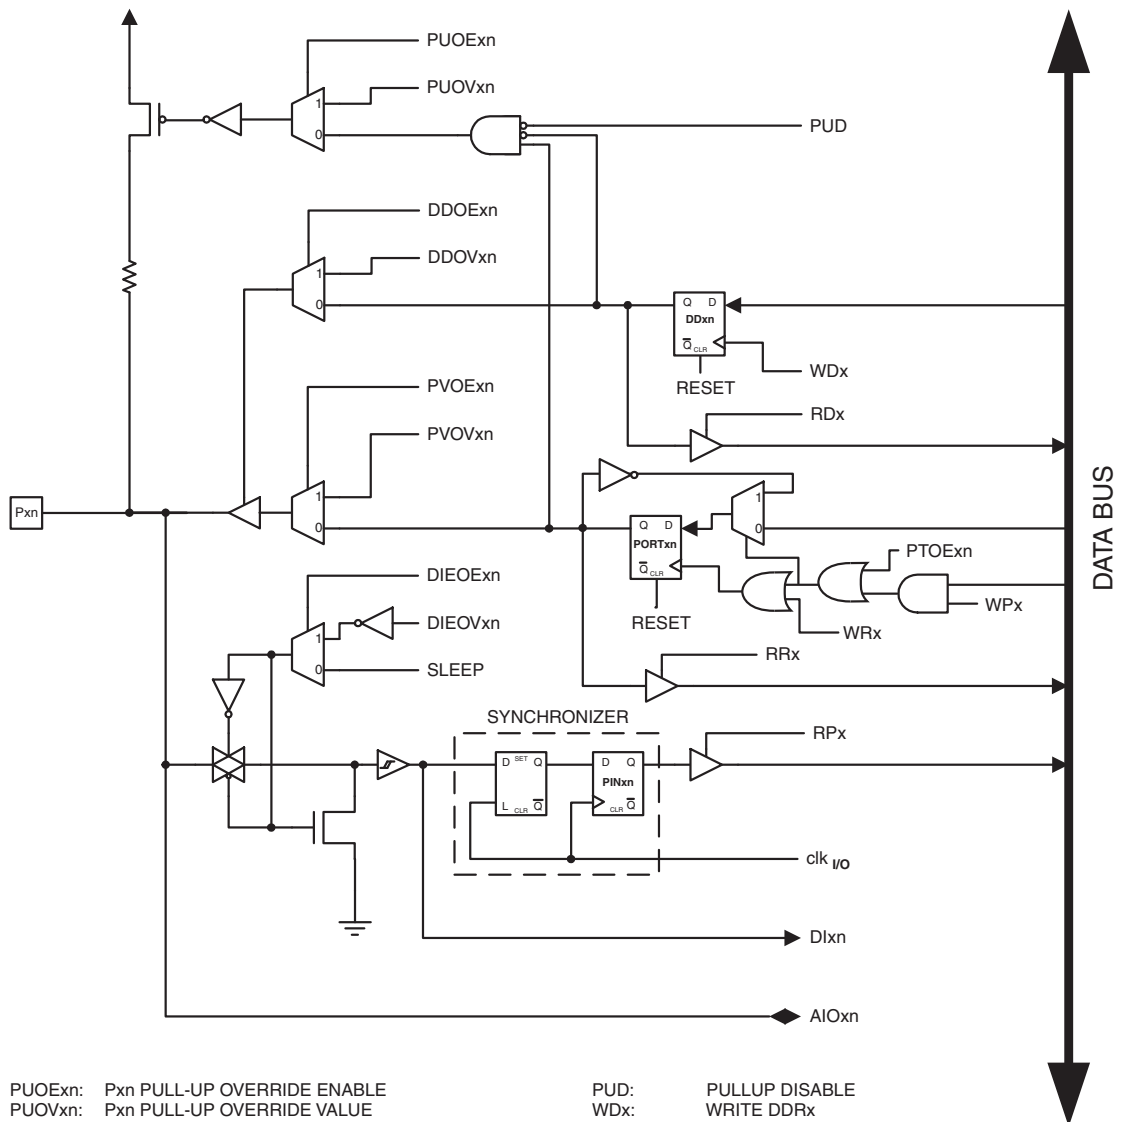 PUOExn
PUOVxn
1
0
PUD
DDOExn
DDOVxn
1
0
Q D
DDxn
Q CLR
RESET
WDx
PVOExn
PVOVxn
RDx
1
0
Pxn
1
0
Q D
PORTxn
Q CLR
RESET
PTOExn
WPx
WRx
DATA BUS
DIEOExn
DIEOVxn
1
0
SLEEP
RRx
SYNCHRONIZER
RPx
D SET Q
L CLR Q
D Q
PINxn
CLR Q
clk I/O
DIxn
AIOxn
PUOExn: Pxn PULL-UP OVERRIDE ENABLE
PUOVxn: Pxn PULL-UP OVERRIDE VALUE
PUD: PULLUP DISABLE
WDx: WRITE DDRx